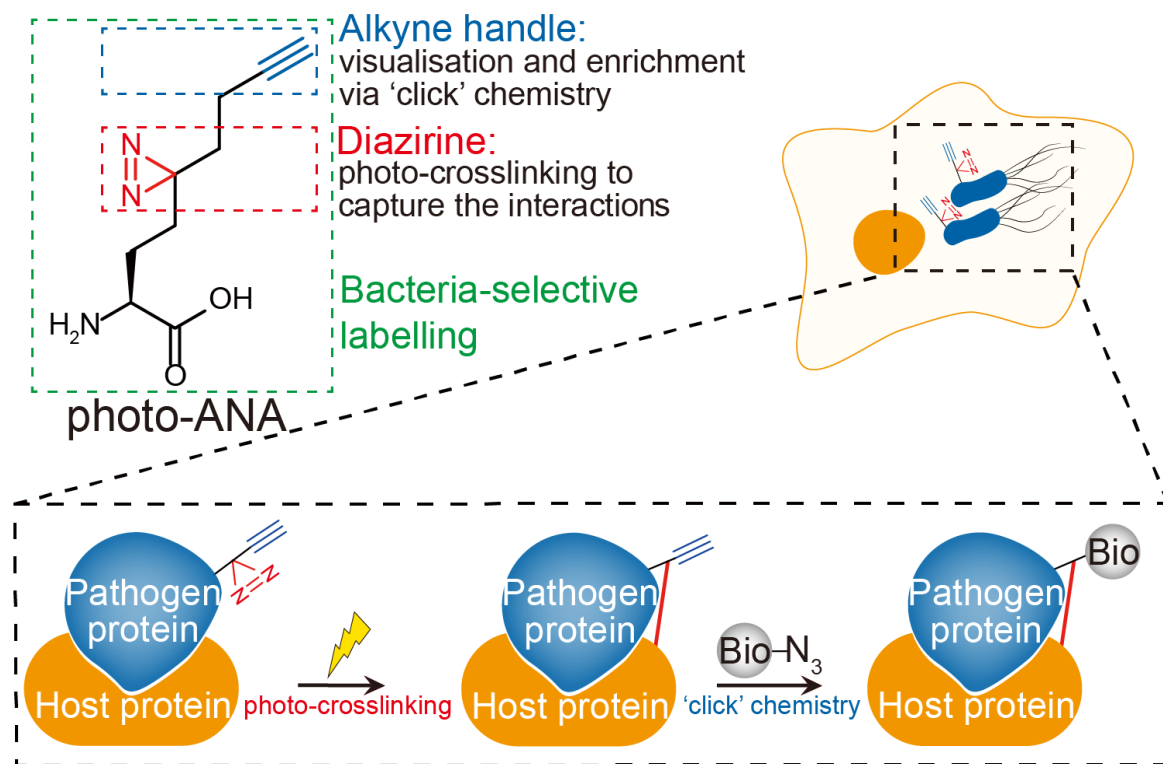 Alkyne handle:
visualisation and enrichment
via ‘click’ chemistry
N
N
Diazirine:
photo-crosslinking to
capture the interactions
H₂N
OH
O
Bacteria-selective
labelling
photo-ANA
N=N
N=N
Pathogen
protein
N=N
Host protein
photo-crosslinking
Pathogen
protein
Host protein
Bio–N₃
‘click’ chemistry
Pathogen
protein
Bio
Host protein